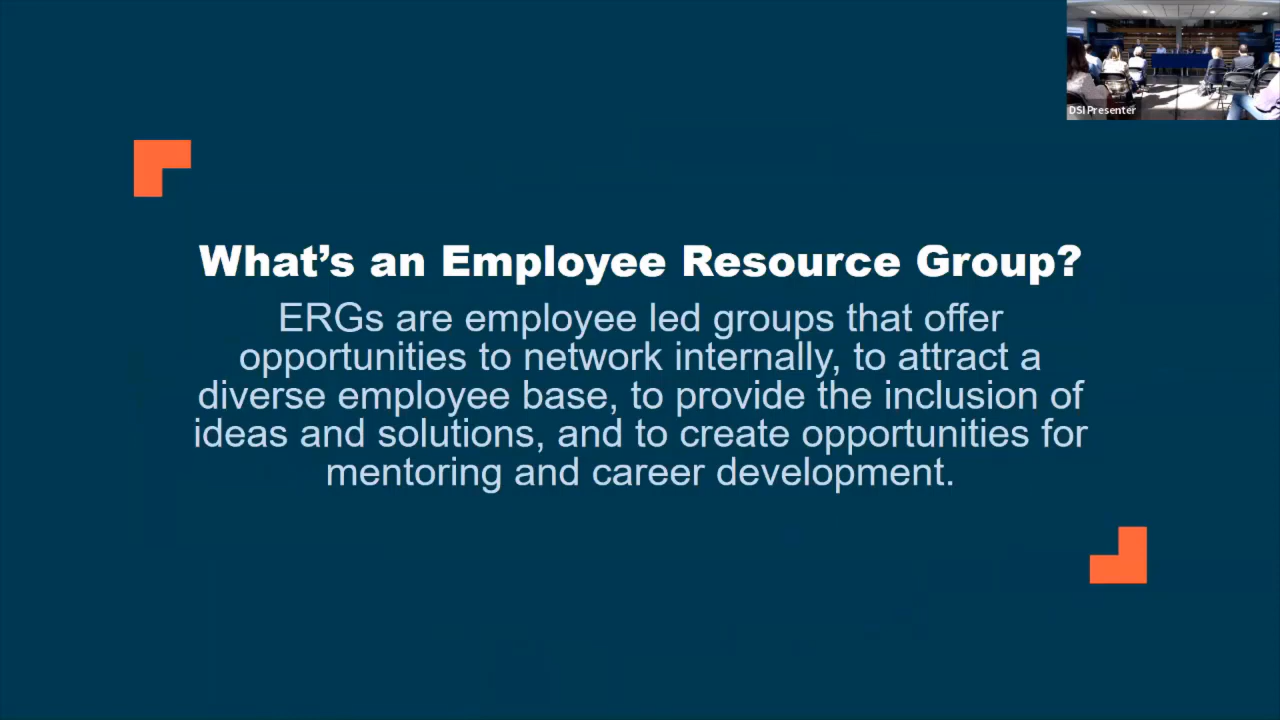 DSI Presenter
What’s an Employee Resource Group?
ERGs are employee led groups that offer
opportunities to network internally, to attract a
diverse employee base, to provide the inclusion of
ideas and solutions, and to create opportunities for
mentoring and career development.